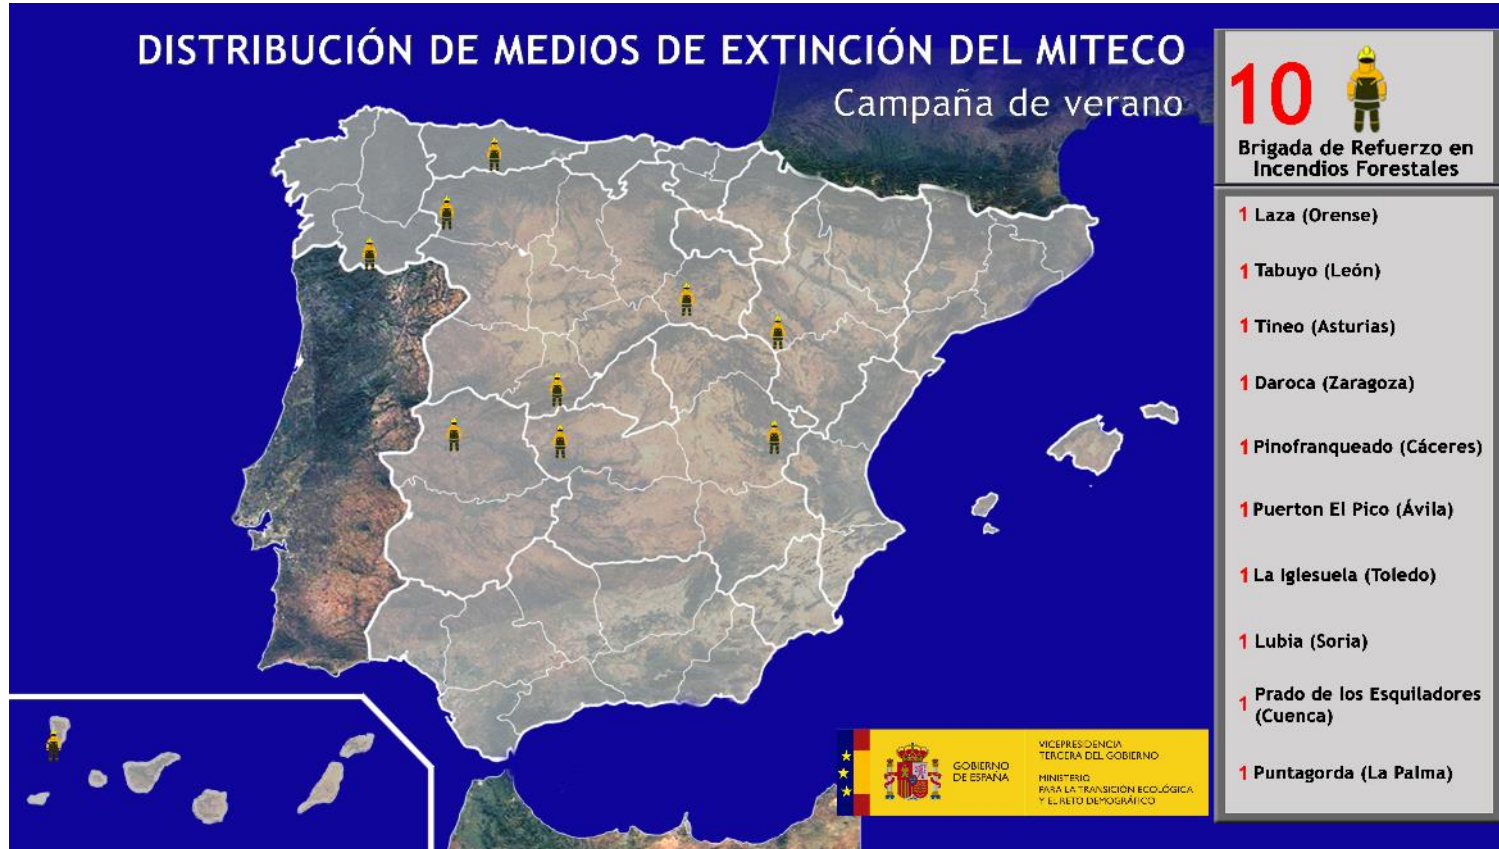 DISTRIBUCIÓN DE MEDIOS DE EXTINCIÓN DEL MITECO
Campaña de verano
10
Brigada de Refuerzo en
Incendios Forestales
1 Laza (Orense)
1 Tabuyo (León)
1 Tineo (Asturias)
1 Daroca (Zaragoza)
1 Pinofranqueado (Cáceres)
1 Puerton El Pico (Ávila)
1 La Iglesuela (Toledo)
1 Lubia (Soria)
1 Prado de los Esquiladores
(Cuenca)
1 Puntagorda (La Palma)
GOBIERNO
DE ESPAÑA
VICEPRESIDENCIA
TERCERA DEL GOBIERNO
MINISTERIO
PARA LA TRANSICIÓN ECOLÓGICA
Y EL RETO DEMOGRÁFICO